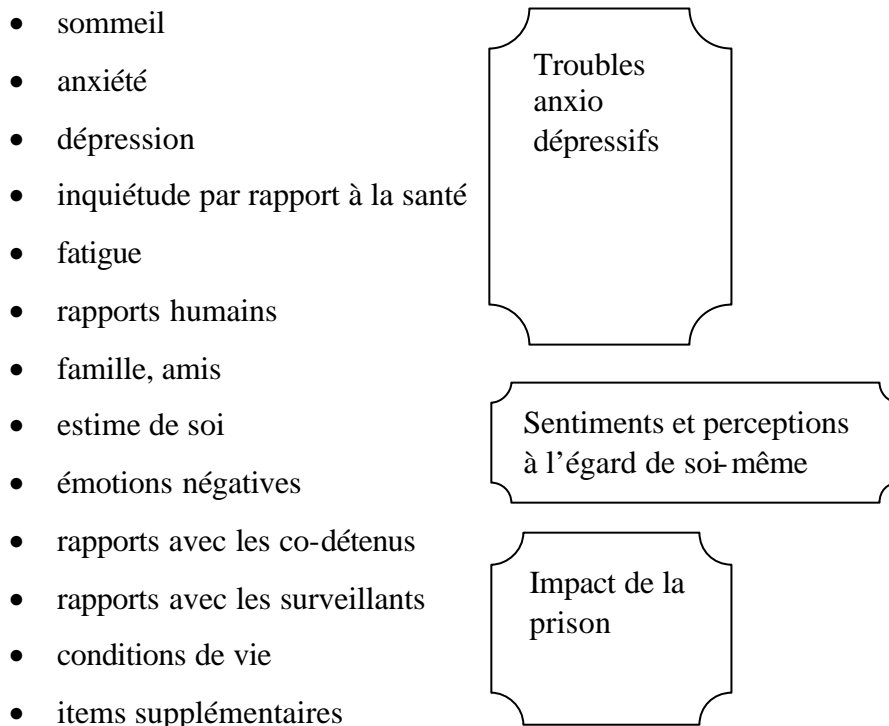 • sommeil
• anxiété
• dépression
• inquiétude par rapport à la santé
• fatigue
• rapports humains
• famille, amis
• estime de soi
• émotions négatives
• rapports avec les co-détenus
• rapports avec les surveillants
• conditions de vie
• items supplémentaires
Troubles
anxio
dépressifs
Sentiments et perceptions
à l’égard de soi-même
Impact de la
prison